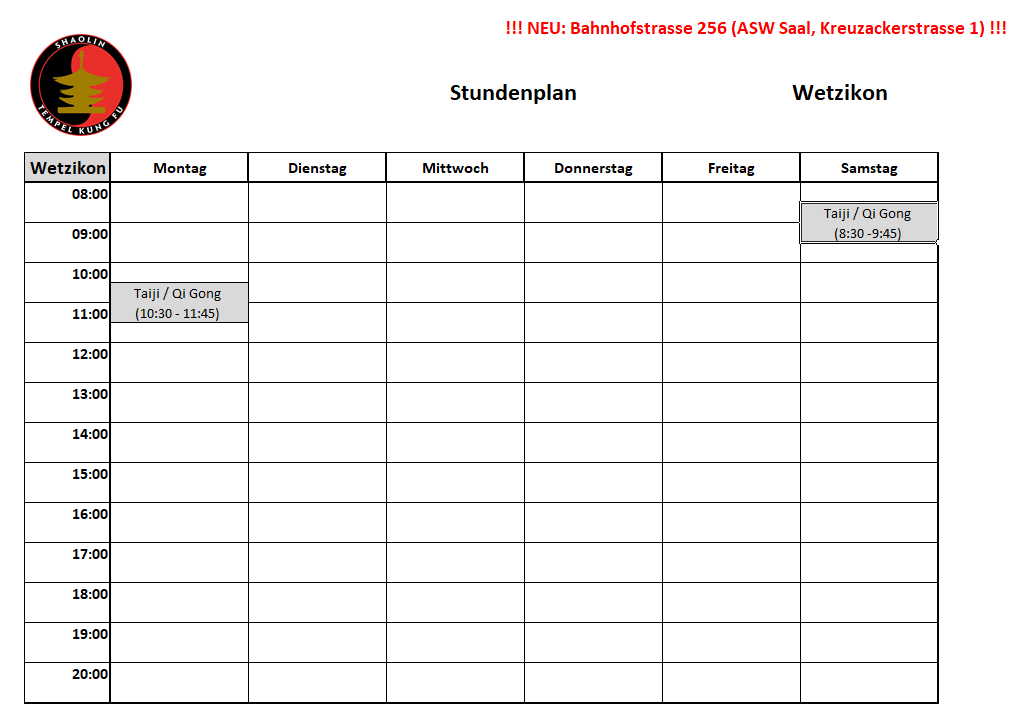 !!! NEU: Bahnhofstrasse 256 (ASW Saal, Kreuzackerstrasse 1) !!!
SHAOLIN
TEMPEL KUNG FU
Stundenplan Wetzikon
Wetzikon Montag Dienstag Mittwoch Donnerstag Freitag Samstag
08:00
Taiji / Qi Gong
09:00 (8:30 -9:45)
10:00
Taiji / Qi Gong
11:00 (10:30 - 11:45)
12:00
13:00
14:00
15:00
16:00
17:00
18:00
19:00
20:00